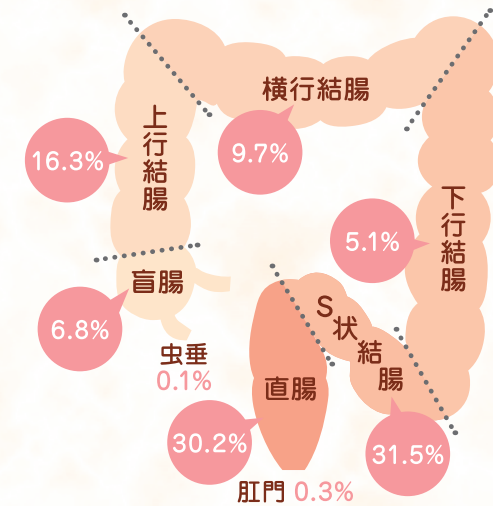 横行結腸
9.7%
上行結腸
16.3%
下行結腸
5.1%
盲腸
6.8%
虫垂
0.1%
S状結腸
31.5%
直腸
30.2%
肛門 0.3%